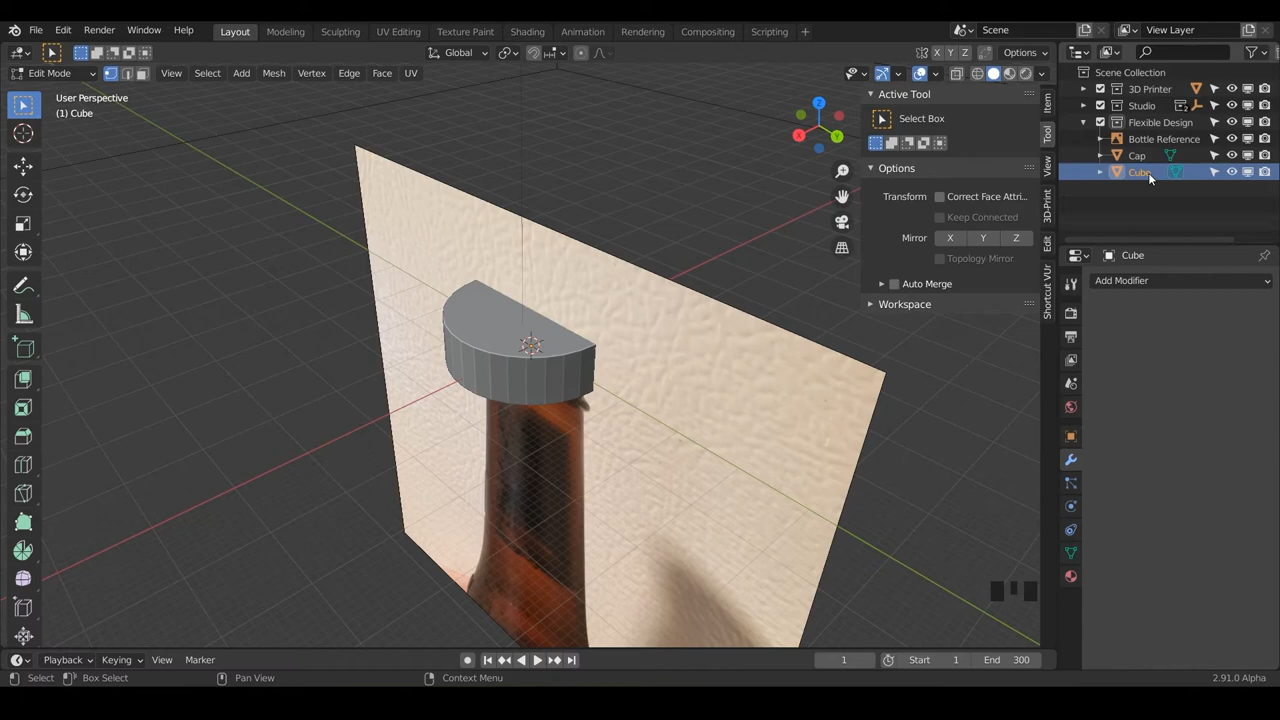 File Edit Render Window Help Layout Modeling Sculpting UV Editing Texture Paint Shading Animation Rendering Compositing Scripting + Scene View Layer
Global X Y Z Options
Edit Mode View Select Add Mesh Vertex Edge Face UV
User Perspective
(1) Cube
Active Tool
Select Box
Options
Transform Correct Face Attri...
Keep Connected
Mirror X Y Z
Topology Mirror
Auto Merge
Workspace
Z
X
Y
Item
Tool
View
3D-Print
Edit
Shortcut VUr
Scene Collection
3D Printer
Studio 2
Flexible Design
Bottle Reference
Cap
Cube
Cube
Add Modifier
Playback Keying View Marker 1 Start 1 End 300
Select Box Select Pan View Context Menu 2.91.0 Alpha